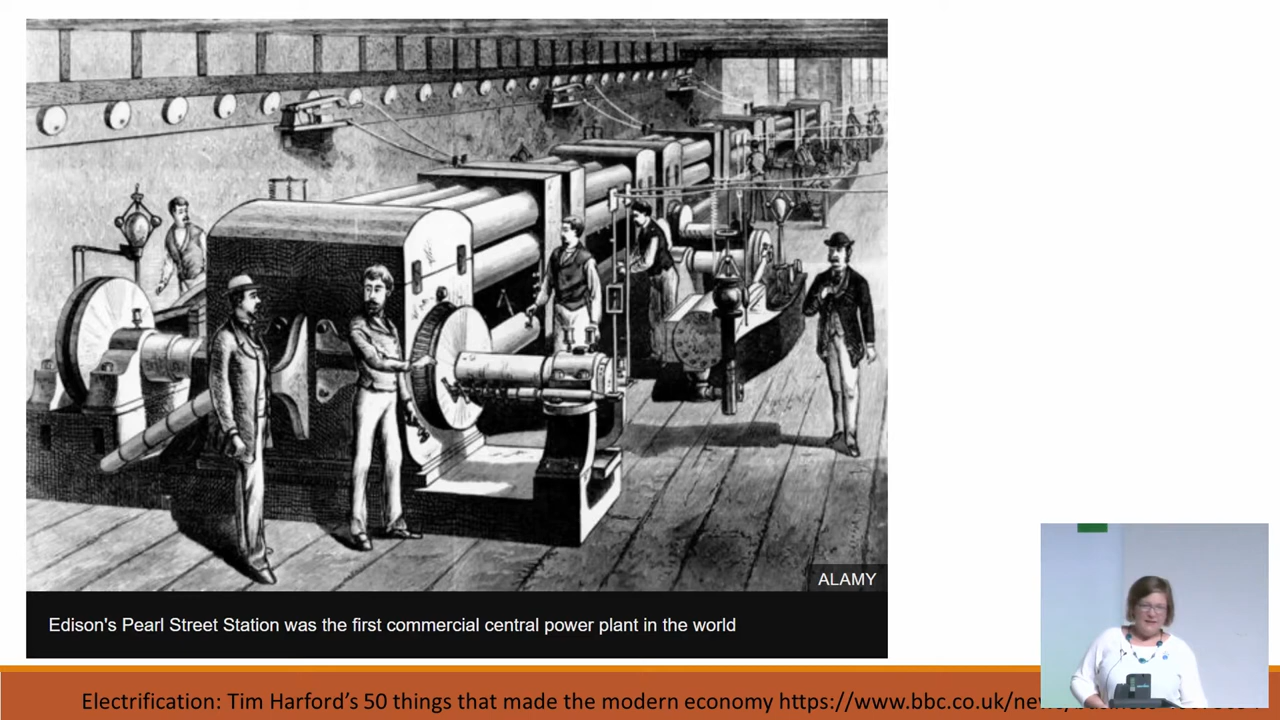 ALAMY
Edison's Pearl Street Station was the first commercial central power plant in the world
Electrification: Tim Harford’s 50 things that made the modern economy https://www.bbc.co.uk/